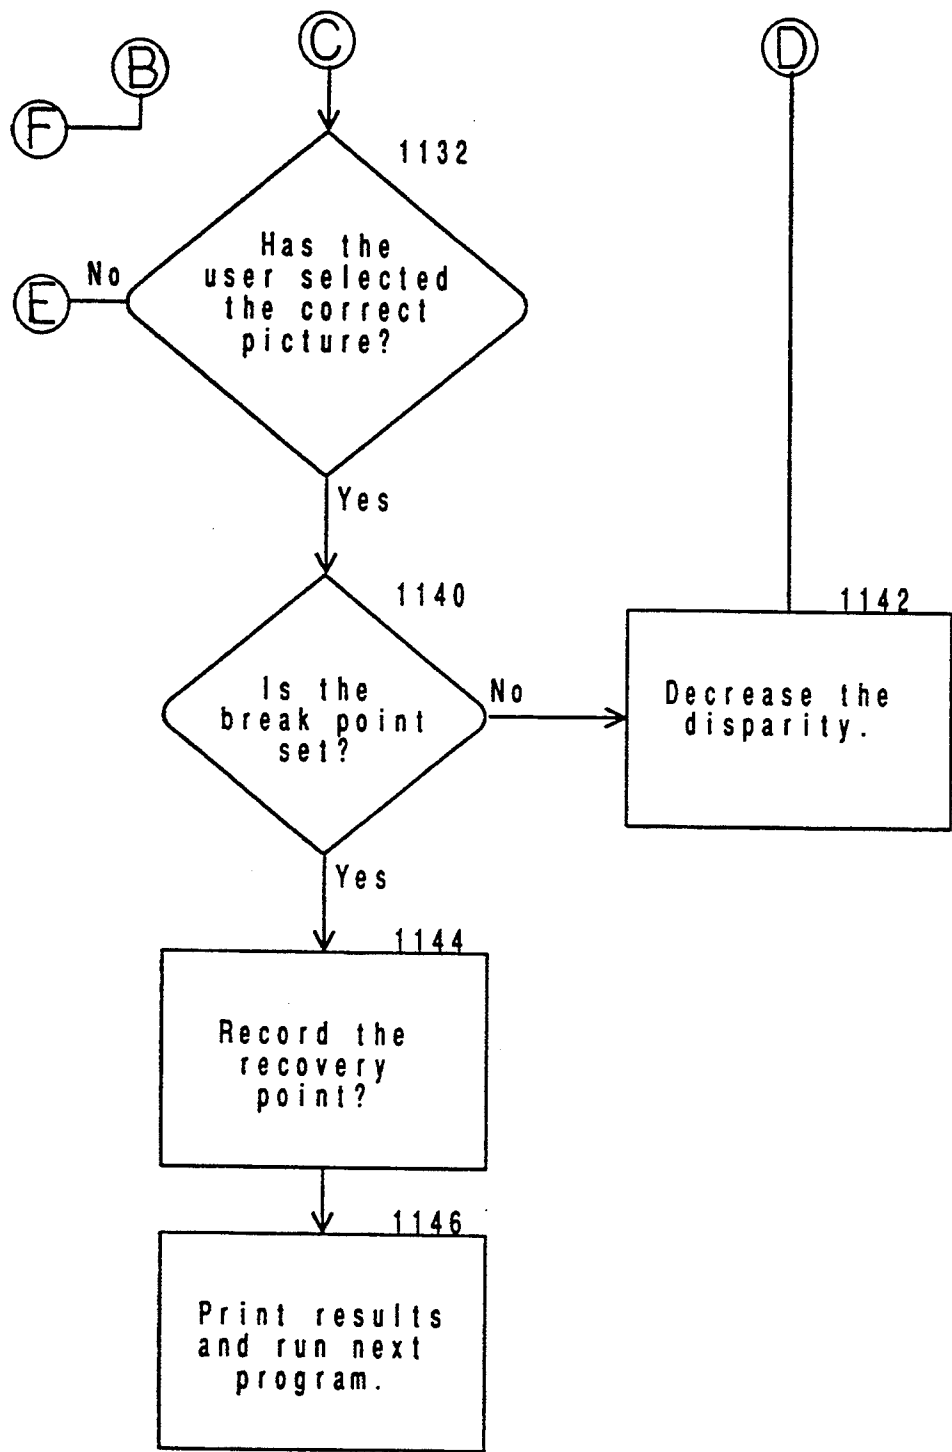 C
D
B
F
1132
Has the
user selected
the correct
picture?
No
E
Yes
1140
Is the
break point
set?
No
1142
Decrease the
disparity.
Yes
1144
Record the
recovery
point?
1146
Print results
and run next
program.